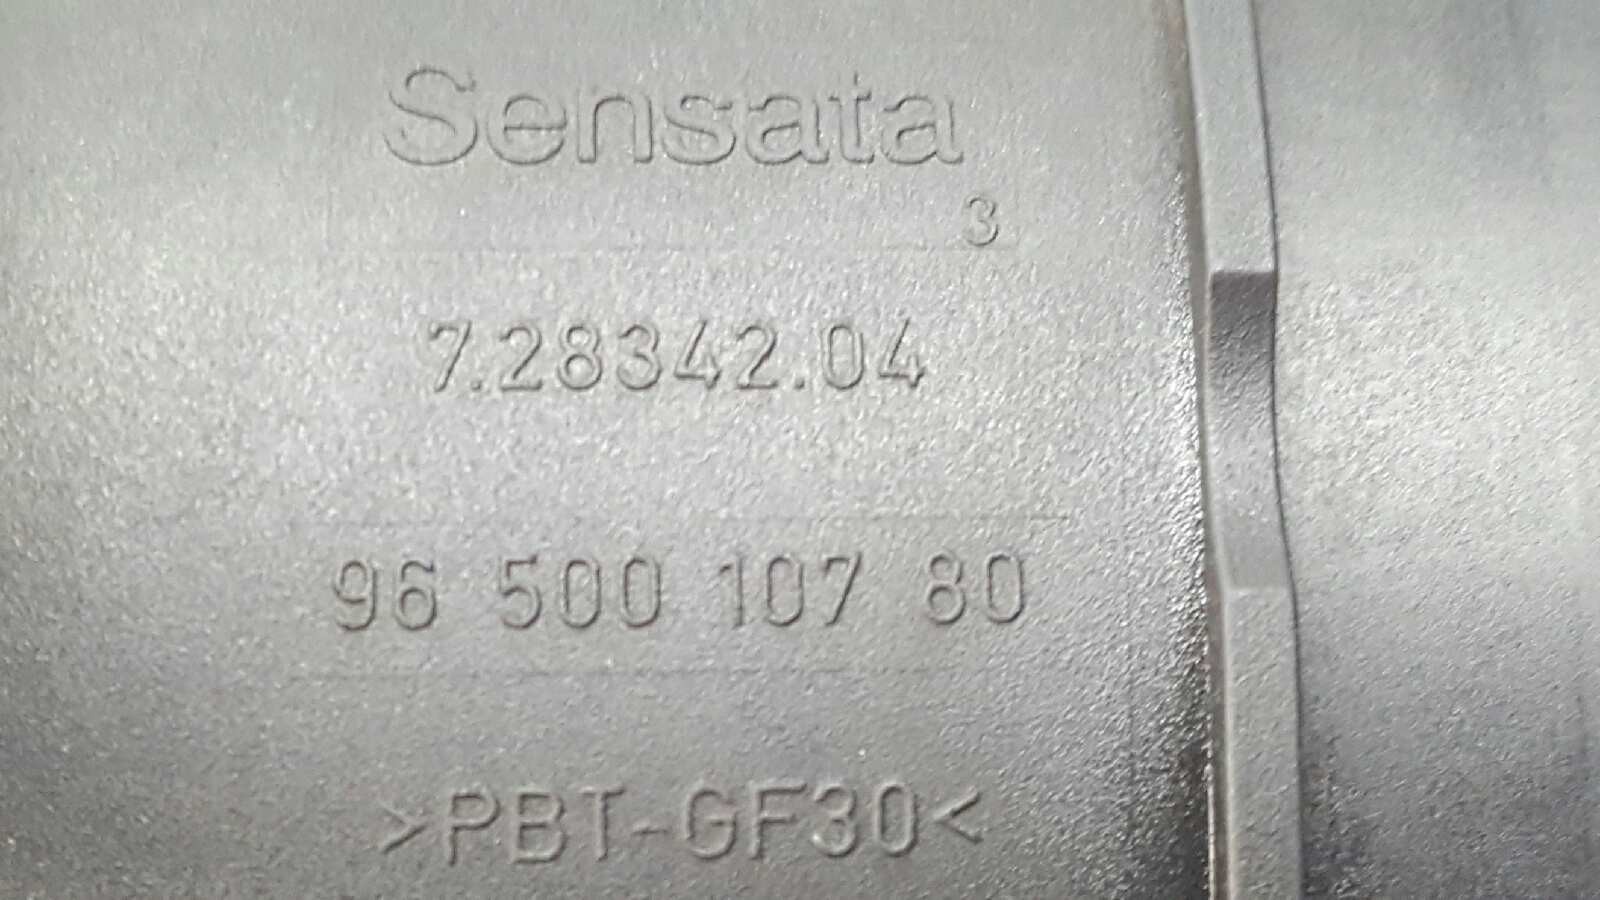 Sensata
3
7.28342.04
96 500 107 80
>PBT-GF30<